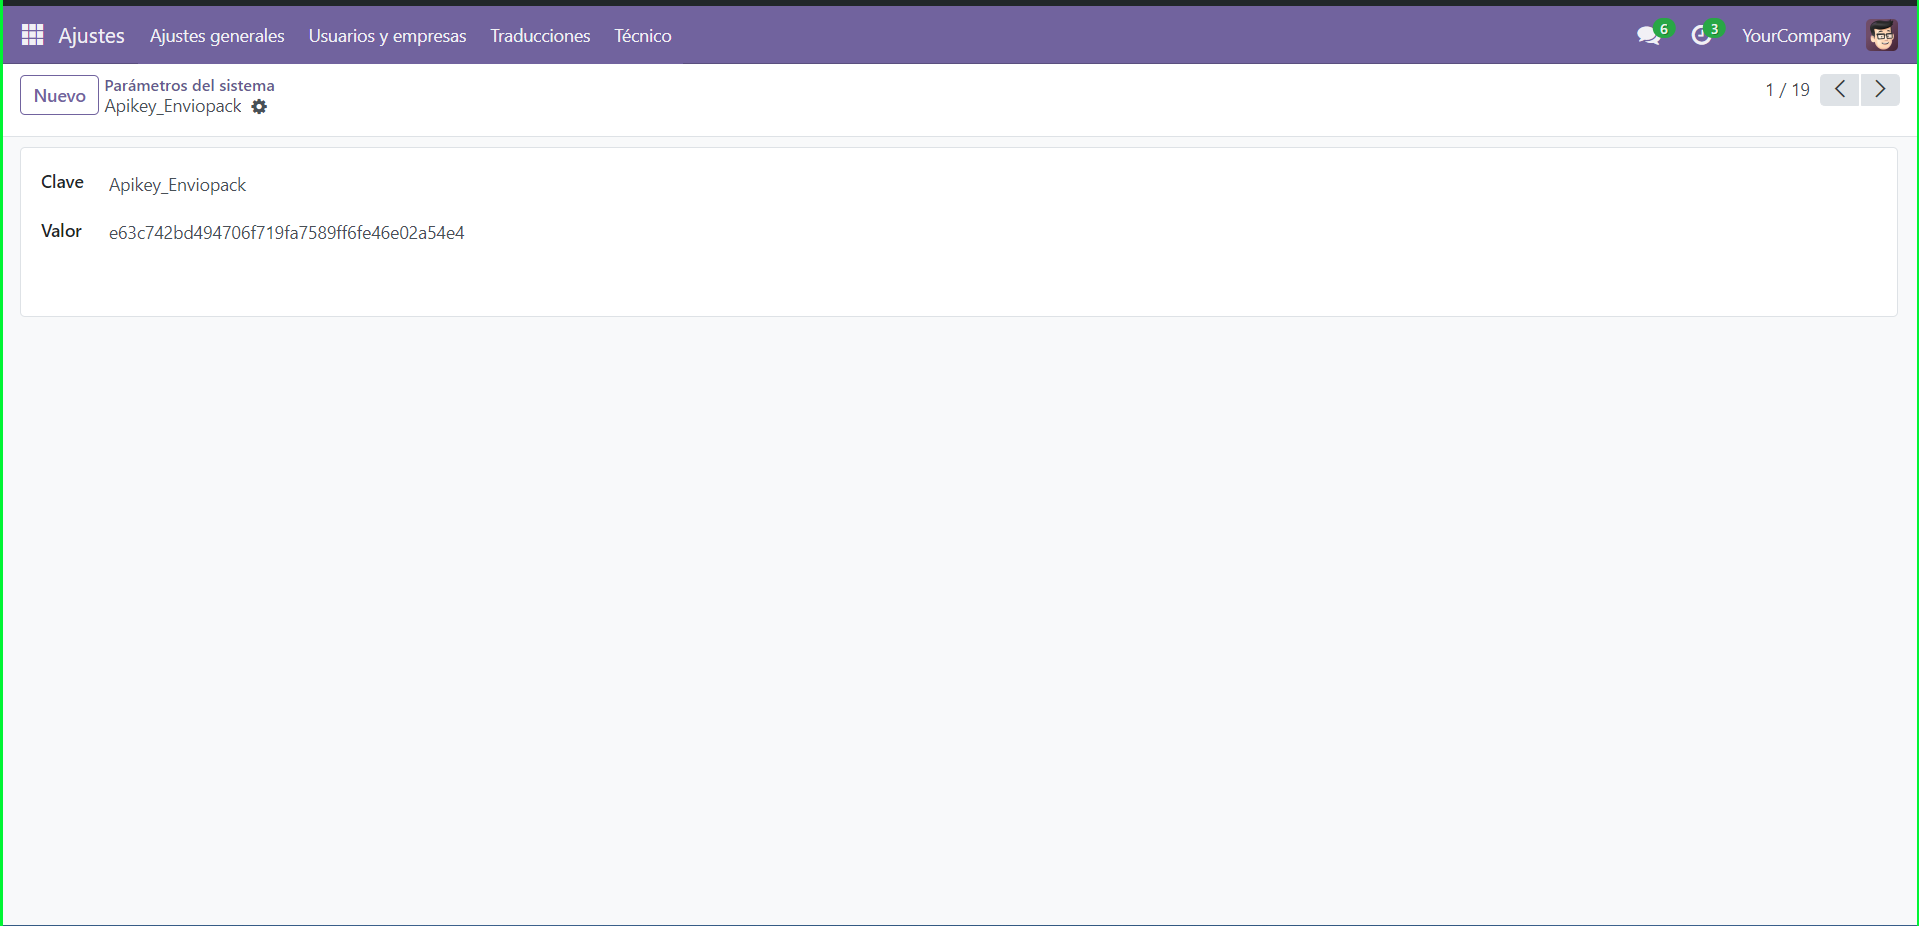 Ajustes Ajustes generales Usuarios y empresas Traducciones Técnico 6 3 YourCompany
Nuevo Parámetros del sistema
Apikey_Enviopack
1 / 19
Clave Apikey_Enviopack
Valor e63c742bd494706f719fa7589ff6fe46e02a54e4